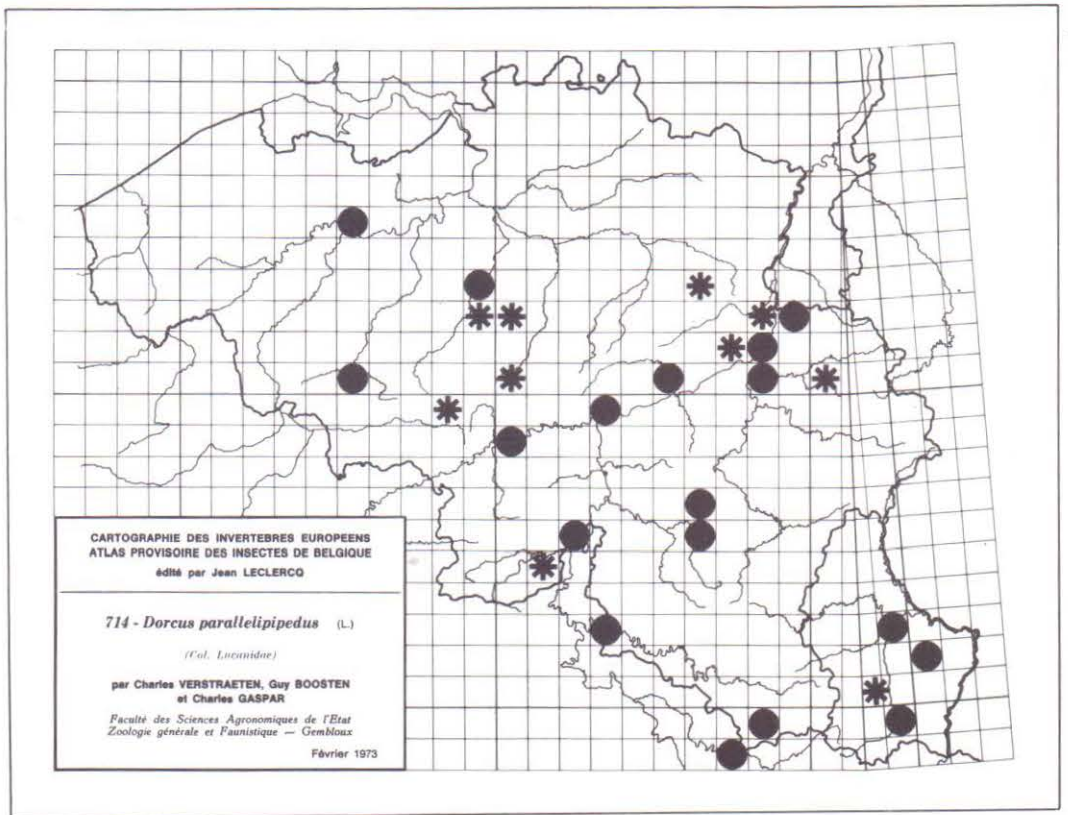 CARTOGRAPHIE DES INVERTEBRES EUROPEENS
ATLAS PROVISOIRE DES INSECTES DE BELGIQUE
édité par Jean LECLERCQ
714 - Dorcus parallelipipedus (L.)
(Col. Lucanidae)
par Charles VERSTRAETEN, Guy BOOSTEN
et Charles GASPAR
Faculté des Sciences Agronomiques de l'Etat
Zoologie générale et Faunistique — Gembloux
Février 1973